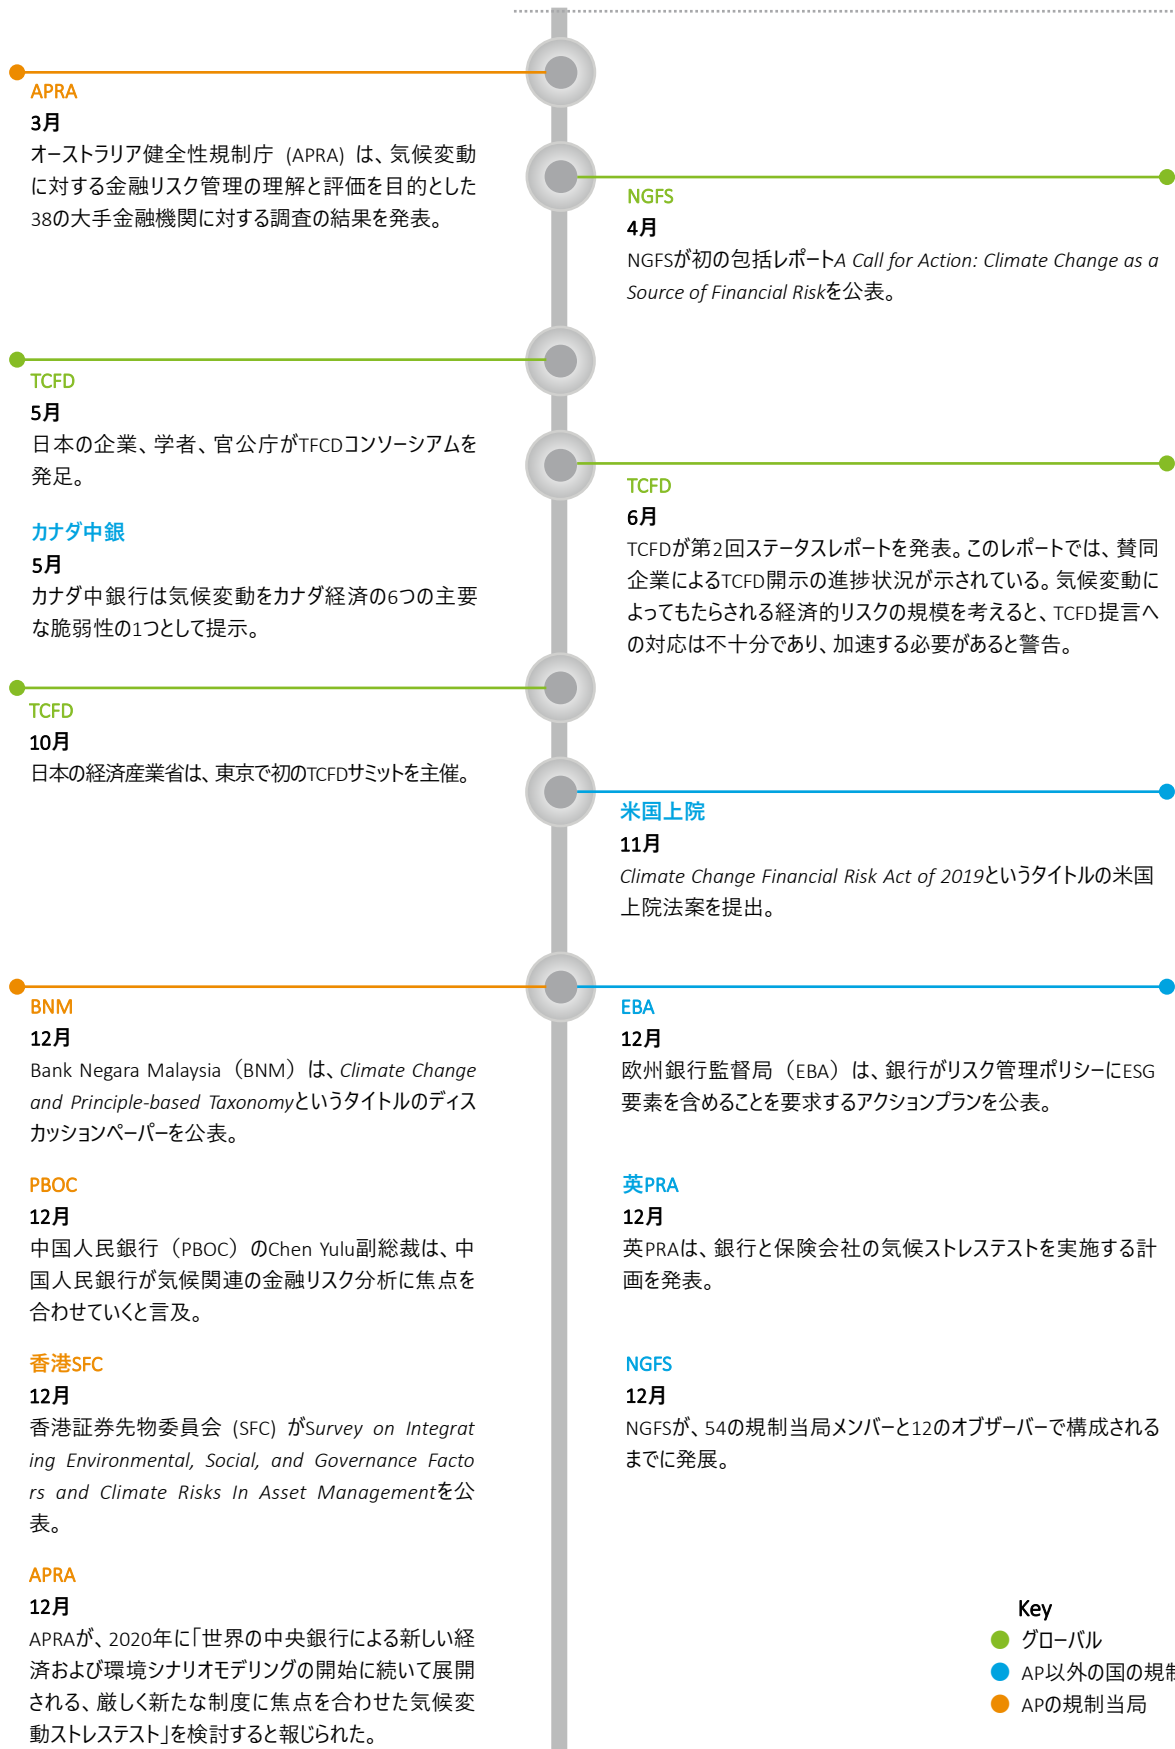 APRA
3月
オーストラリア健全性規制庁 (APRA) は、気候変動
に対する金融リスク管理の理解と評価を目的とした
38の大手金融機関に対する調査の結果を発表。
NGFS
4月
NGFSが初の包括レポートA Call for Action: Climate Change as a
Source of Financial Riskを公表。
TCFD
5月
日本の企業、学者、官公庁がTFCDコンソーシアムを
発足。
カナダ中銀
5月
カナダ中銀行は気候変動をカナダ経済の6つの主要
な脆弱性の1つとして提示。
TCFD
6月
TCFDが第2回ステータスレポートを発表。このレポートでは、賛同
企業によるTCFD開示の進捗状況が示されている。気候変動に
よってもたらされる経済的リスクの規模を考えると、TCFD提言へ
の対応は不十分であり、加速する必要があると警告。
TCFD
10月
日本の経済産業省は、東京で初のTCFDサミットを主催。
米国上院
11月
Climate Change Financial Risk Act of 2019というタイトルの米国
上院法案を提出。
BNM
12月
Bank Negara Malaysia（BNM）は、Climate Change
and Principle-based Taxonomyというタイトルのディス
カッションペーパーを公表。
PBOC
12月
中国人民銀行（PBOC）のChen Yulu副総裁は、中
国人民銀行が気候関連の金融リスク分析に焦点を
合わせていくと言及。
香港SFC
12月
香港証券先物委員会 (SFC) がSurvey on Integrat
ing Environmental, Social, and Governance Facto
rs and Climate Risks In Asset Managementを公
表。
APRA
12月
APRAが、2020年に「世界の中央銀行による新しい経
済および環境シナリオモデリングの開始に続いて展開
される、厳しく新たな制度に焦点を合わせた気候変
動ストレステスト」を検討すると報じられた。
EBA
12月
欧州銀行監督局（EBA）は、銀行がリスク管理ポリシーにESG
要素を含めることを要求するアクションプランを公表。
英PRA
12月
英PRAは、銀行と保険会社の気候ストレステストを実施する計
画を発表。
NGFS
12月
NGFSが、54の規制当局メンバーと12のオブザーバーで構成される
までに発展。
Key
グローバル
AP以外の国の規制
APの規制当局